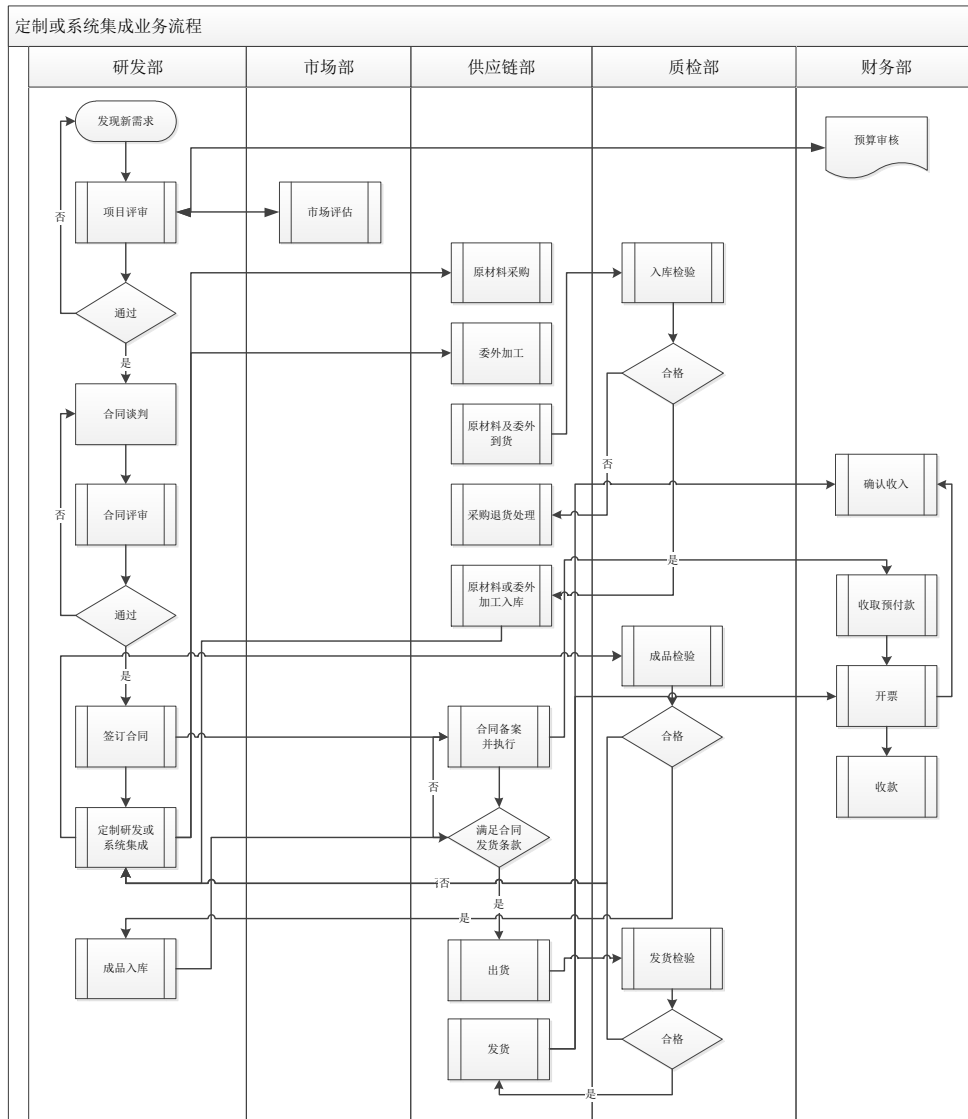 定制或系统集成业务流程
研发部
市场部
供应链部
质检部
财务部
发现新需求
预算审核
项目评审
市场评估
否
原材料采购
入库检验
通过
是
委外加工
合格
合同谈判
原材料及委外
到货
否
确认收入
合同评审
否
采购退货处理
是
原材料或委外
加工入库
收取预付款
通过
成品检验
是
开票
签订合同
合同备案
并执行
合格
否
收款
定制研发或
系统集成
满足合同
发货条款
否
是
是
成品入库
出货
发货检验
发货
合格
是